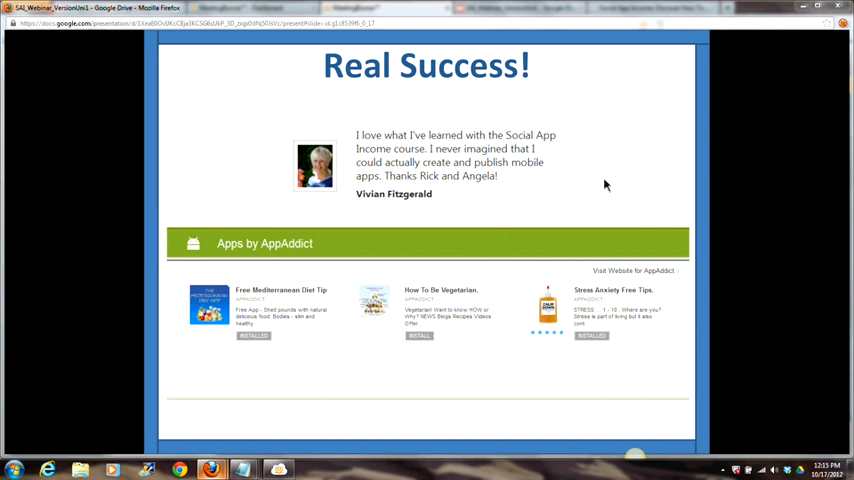 SAI_Webinar_VersionUni1 - Google Drive - Mozilla Firefox
Real Success!
I love what I've learned with the Social App
Income course. I never imagined that I
could actually create and publish mobile
apps. Thanks Rick and Angela!
Vivian Fitzgerald
Apps by AppAddict
Visit Website for AppAddict ›
Free Mediterranean Diet Tip
APPADDICT
Free App - Shed pounds with natural
delicious food. Bodies - slim and
healthy
INSTALLED
How To Be Vegetarian.
APPADDICT
Vegetarian! Want to know HOW or
Why? NEWS Blogs Recipes Videos
Offer
INSTALL
Stress Anxiety Free Tips.
APPADDICT
STRESS ... 1 - 10 . Where are you?
Stress is part of living but it also
cont
INSTALLED
12:15 PM
10/17/2012